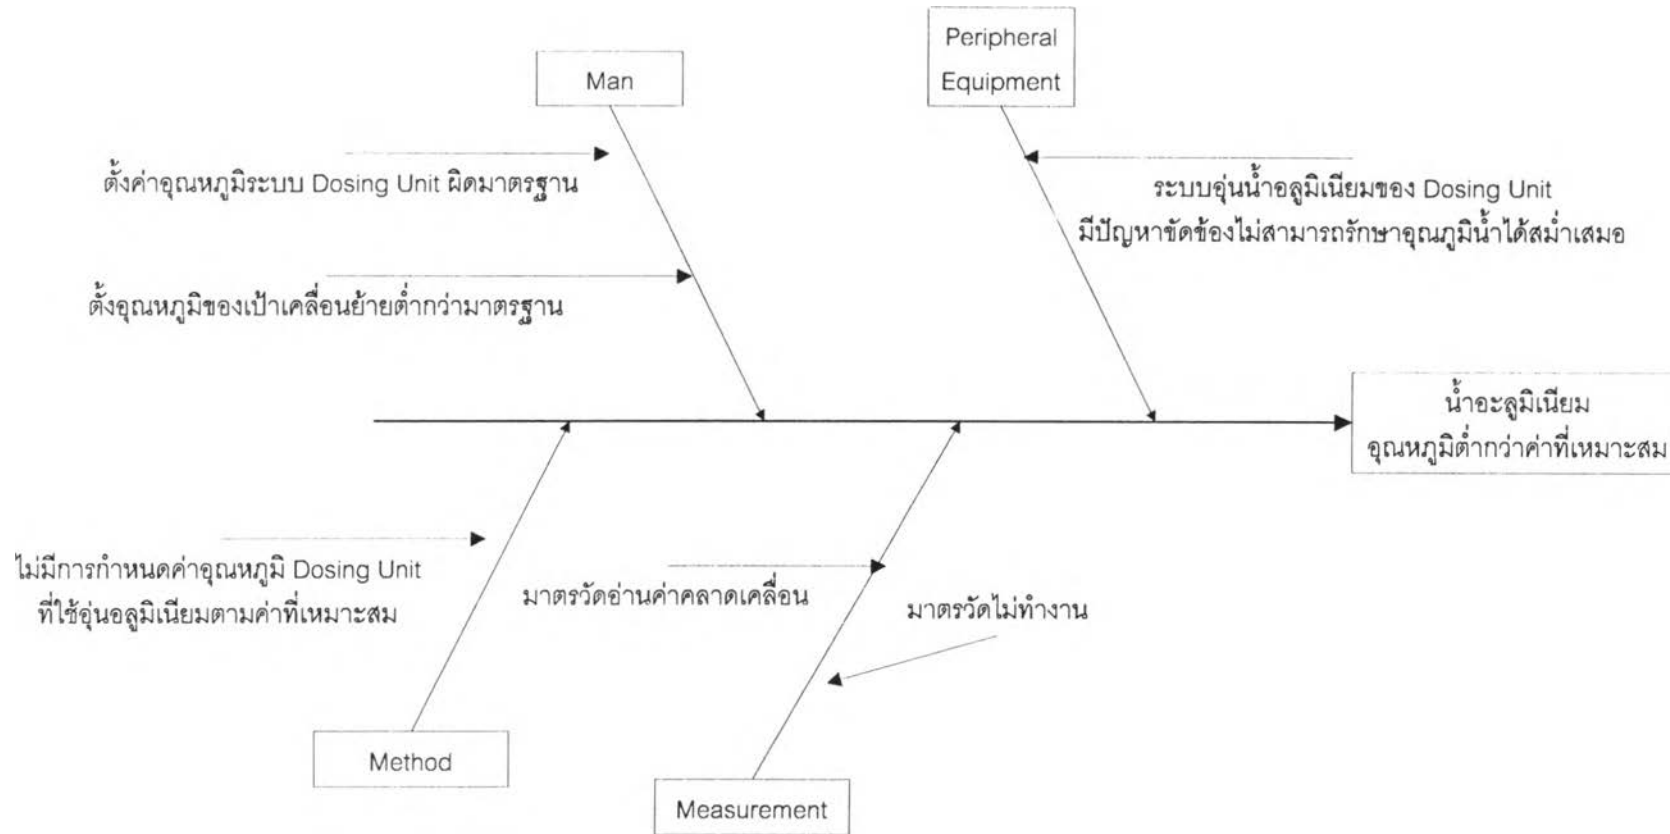 Peripheral
Equipment
Man
ตั้งค่าอุณหภูมิระบบ Dosing Unit ผิดมาตรฐาน
ระบบอุ่นน้ำอลูมิเนียมของ Dosing Unit
มีปัญหาขัดข้องไม่สามารถรักษาอุณภูมิน้ำได้สม่ำเสมอ
ตั้งอุณหภูมิของเป้าเคลื่อนย้ายต่ำกว่ามาตรฐาน
น้ำอะลูมิเนียม
อุณหภูมิต่ำกว่าค่าที่เหมาะสม
ไม่มีการกำหนดค่าอุณหภูมิ Dosing Unit
ที่ใช้อุ่นอลูมิเนียมตามค่าที่เหมาะสม
มาตรวัดอ่านค่าคลาดเคลื่อน
มาตรวัดไม่ทำงาน
Method
Measurement